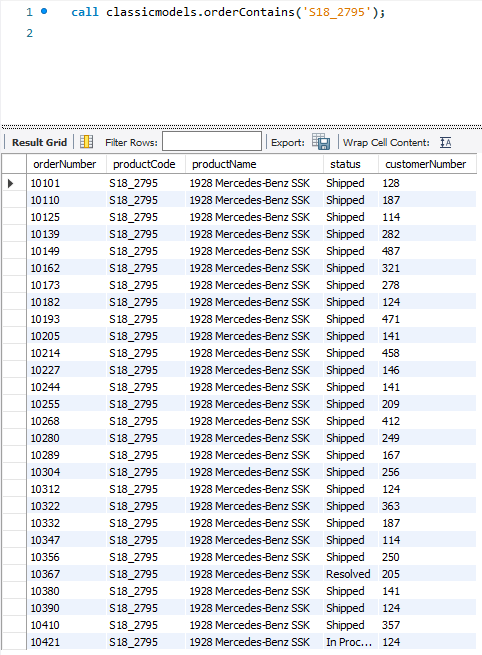 1 call classicmodels.orderContains('S18_2795');
2
Result Grid Filter Rows: Export: Wrap Cell Content:
orderNumber productCode productName status customerNumber
10101 S18_2795 1928 Mercedes-Benz SSK Shipped 128
10110 S18_2795 1928 Mercedes-Benz SSK Shipped 187
10125 S18_2795 1928 Mercedes-Benz SSK Shipped 114
10139 S18_2795 1928 Mercedes-Benz SSK Shipped 282
10149 S18_2795 1928 Mercedes-Benz SSK Shipped 487
10162 S18_2795 1928 Mercedes-Benz SSK Shipped 321
10173 S18_2795 1928 Mercedes-Benz SSK Shipped 278
10182 S18_2795 1928 Mercedes-Benz SSK Shipped 124
10193 S18_2795 1928 Mercedes-Benz SSK Shipped 471
10205 S18_2795 1928 Mercedes-Benz SSK Shipped 141
10214 S18_2795 1928 Mercedes-Benz SSK Shipped 458
10227 S18_2795 1928 Mercedes-Benz SSK Shipped 146
10244 S18_2795 1928 Mercedes-Benz SSK Shipped 141
10255 S18_2795 1928 Mercedes-Benz SSK Shipped 209
10268 S18_2795 1928 Mercedes-Benz SSK Shipped 412
10280 S18_2795 1928 Mercedes-Benz SSK Shipped 249
10289 S18_2795 1928 Mercedes-Benz SSK Shipped 167
10304 S18_2795 1928 Mercedes-Benz SSK Shipped 256
10312 S18_2795 1928 Mercedes-Benz SSK Shipped 124
10322 S18_2795 1928 Mercedes-Benz SSK Shipped 363
10332 S18_2795 1928 Mercedes-Benz SSK Shipped 187
10347 S18_2795 1928 Mercedes-Benz SSK Shipped 114
10356 S18_2795 1928 Mercedes-Benz SSK Shipped 250
10367 S18_2795 1928 Mercedes-Benz SSK Resolved 205
10380 S18_2795 1928 Mercedes-Benz SSK Shipped 141
10390 S18_2795 1928 Mercedes-Benz SSK Shipped 124
10410 S18_2795 1928 Mercedes-Benz SSK Shipped 357
10421 S18_2795 1928 Mercedes-Benz SSK In Proc... 124